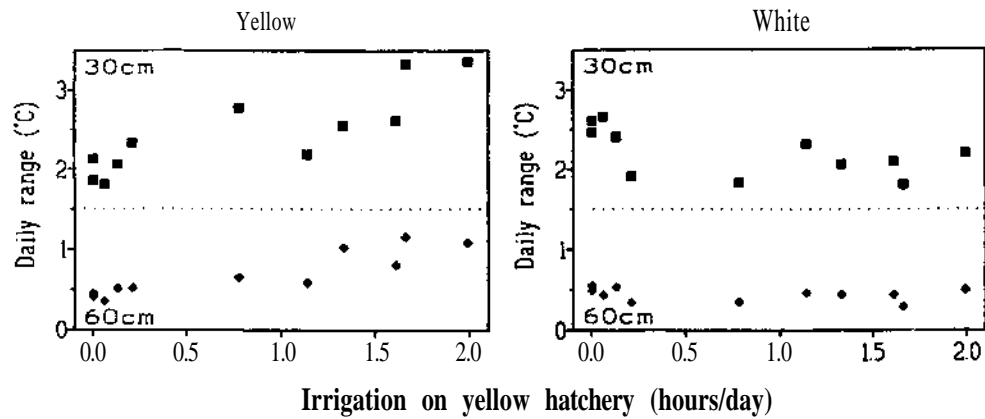 Yellow
White
30cm
30cm
Daily range (°C)
3
2
1
0
60cm
0.0 0.5 1.0 1.5 2.0
Daily range (°C)
3
2
1
0
60cm
0.0 0.5 1.0 1.5 2.0
Irrigation on yellow hatchery (hours/day)